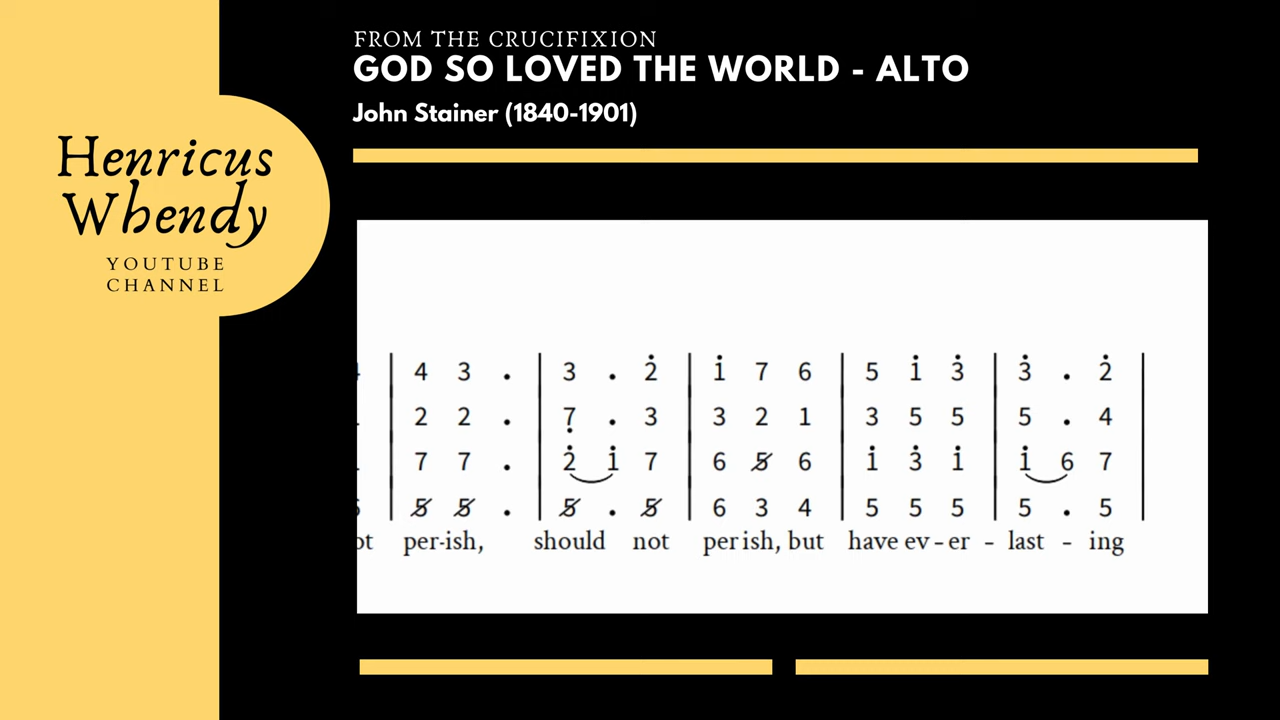 FROM THE CRUCIFIXION
GOD SO LOVED THE WORLD - ALTO
John Stainer (1840-1901)
Henricus
Whendy
YOUTUBE
CHANNEL
| 4 3 . | 3 . 2̇ | 1̇ 7 6 | 5 1̇ 3̇ | 3̇ . 2̇ |
| 2 2 . | 7̣ . 3 | 3 2 1 | 3 5 5 | 5 . 4 |
| 7 7 . | 2̇ 1̇ 7 | 6 5̸ 6 | 1̇ 3̇ 1̇ | 1̇ 6 7 |
| 5̸ 5̸ . | 5̸ . 5̸ | 6 3 4 | 5 5 5 | 5 . 5 |
per-ish, should not perish, but have ev-er - last - ing